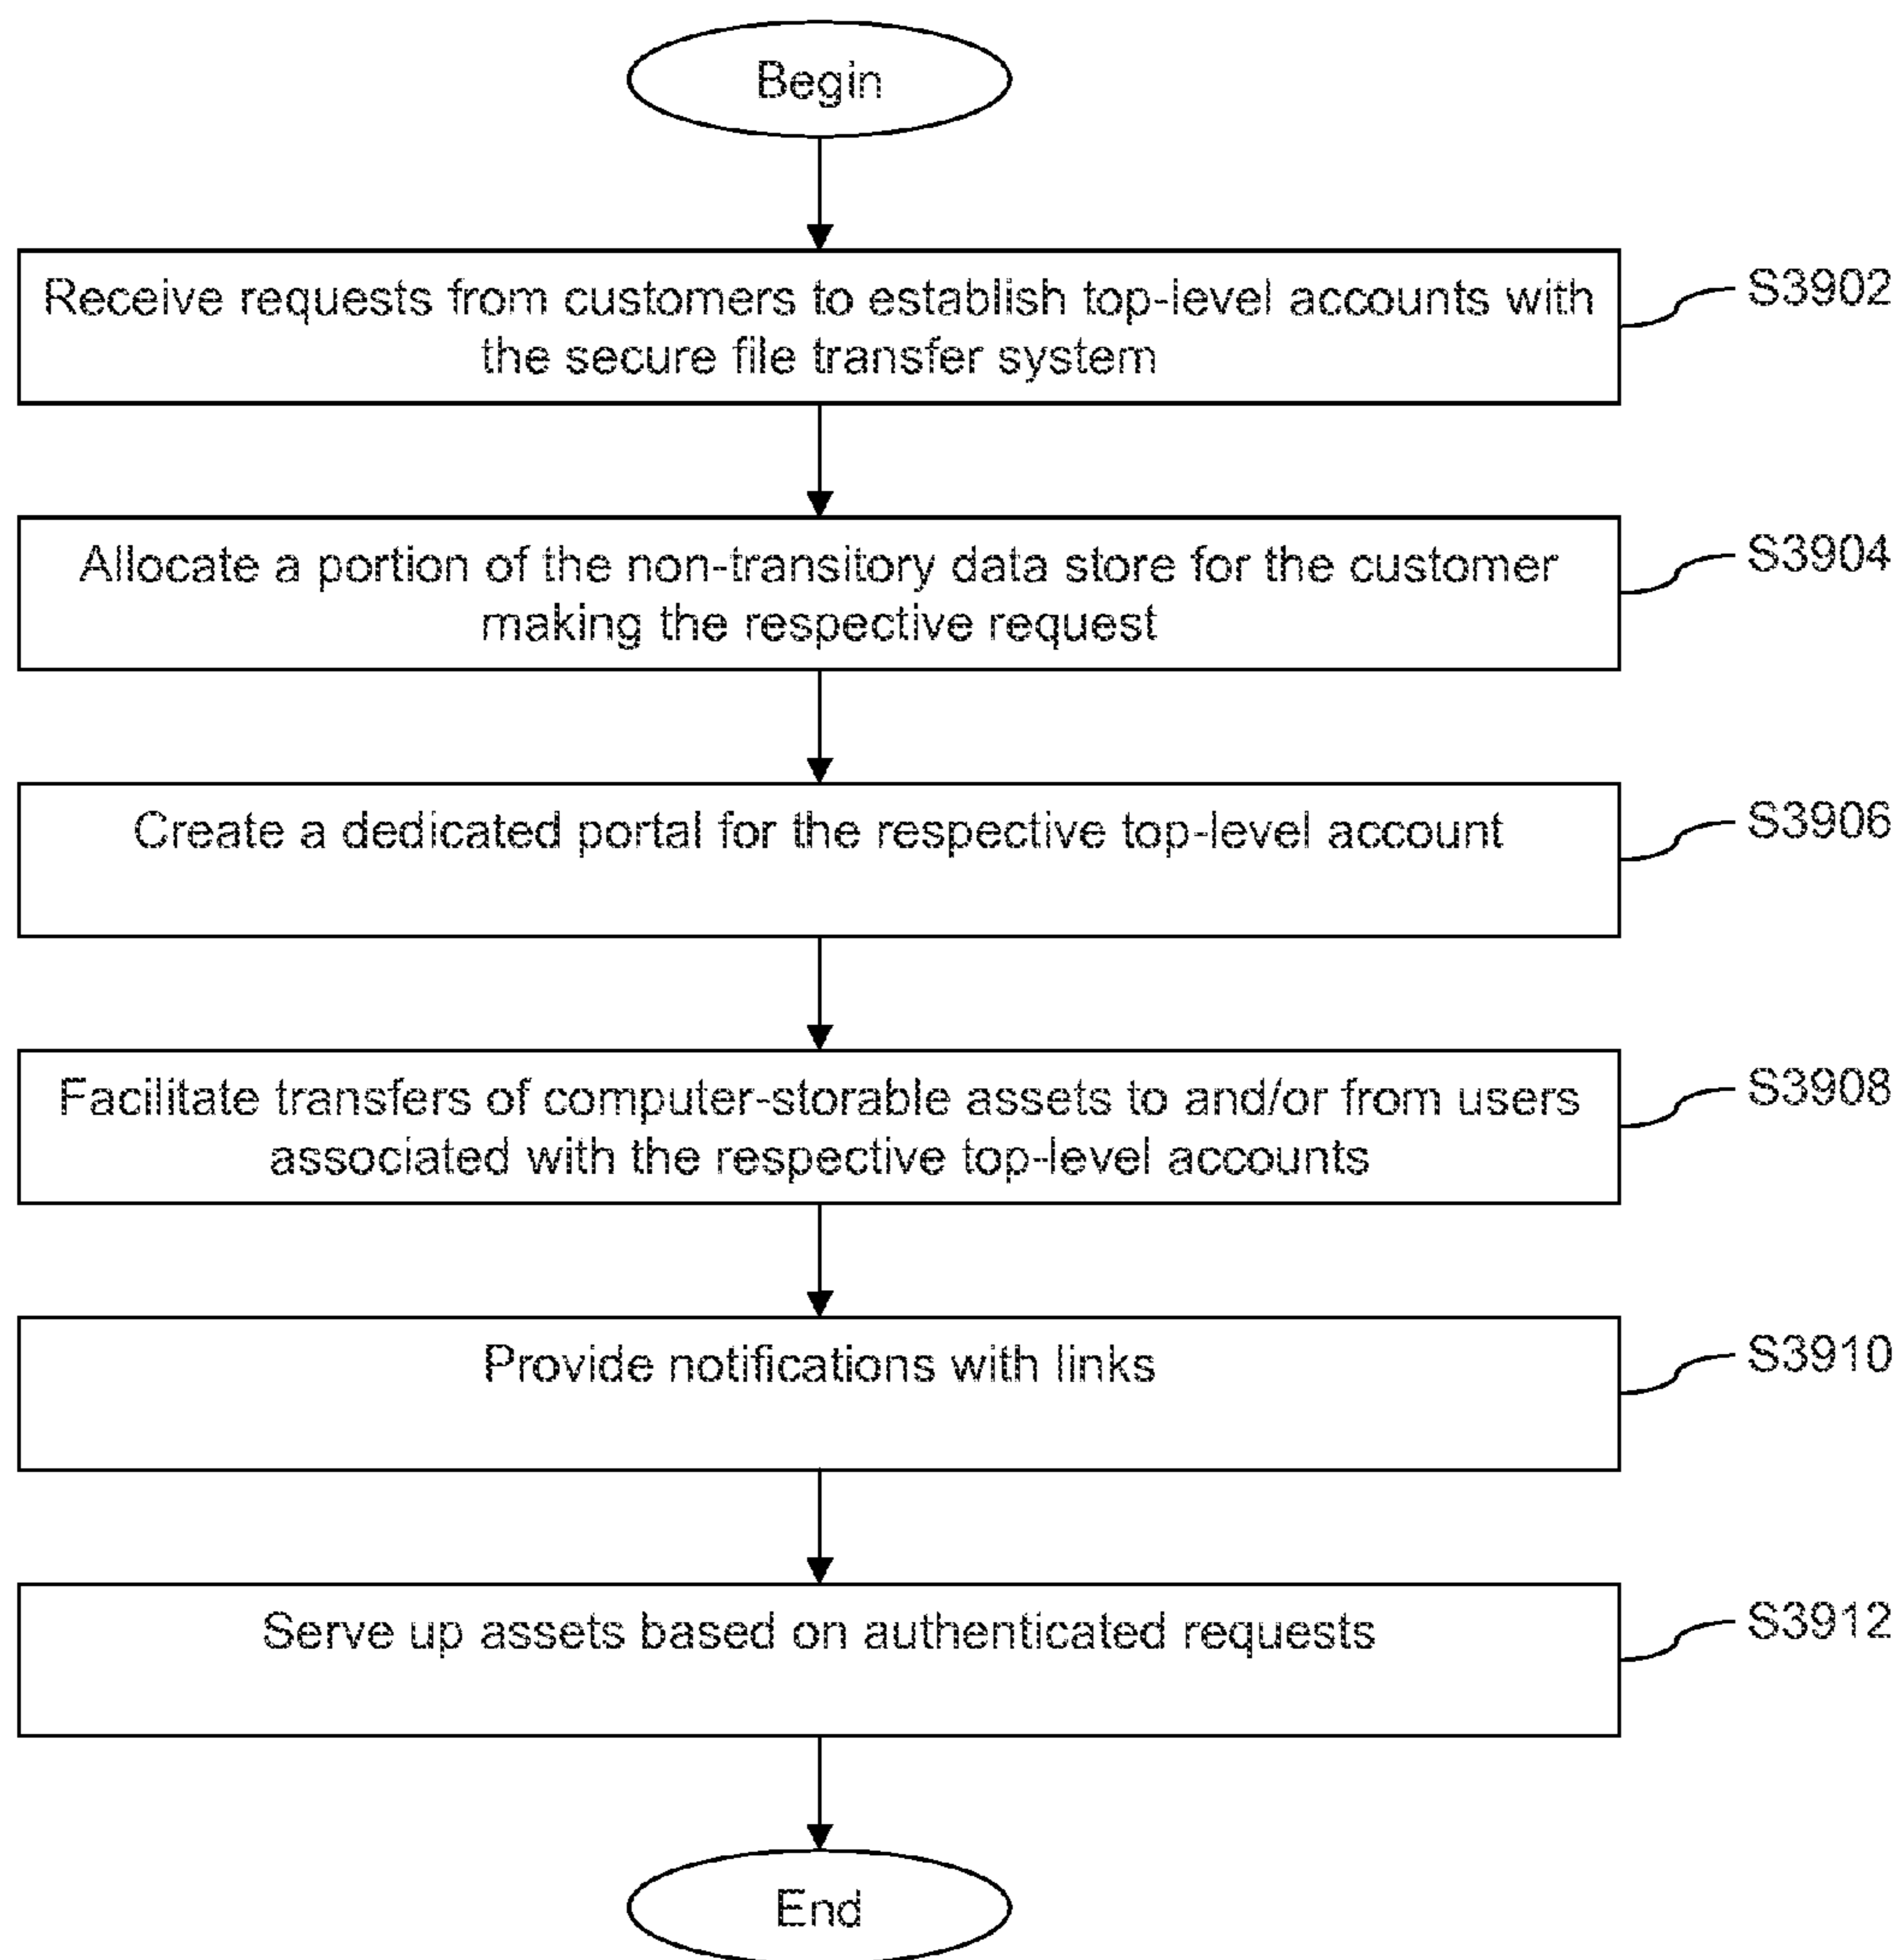 Begin
Receive requests from customers to establish top-level accounts with
the secure file transfer system
S3902
Allocate a portion of the non-transitory data store for the customer
making the respective request
S3904
Create a dedicated portal for the respective top-level account
S3906
Facilitate transfers of computer-storable assets to and/or from users
associated with the respective top-level accounts
S3908
Provide notifications with links
S3910
Serve up assets based on authenticated requests
S3912
End